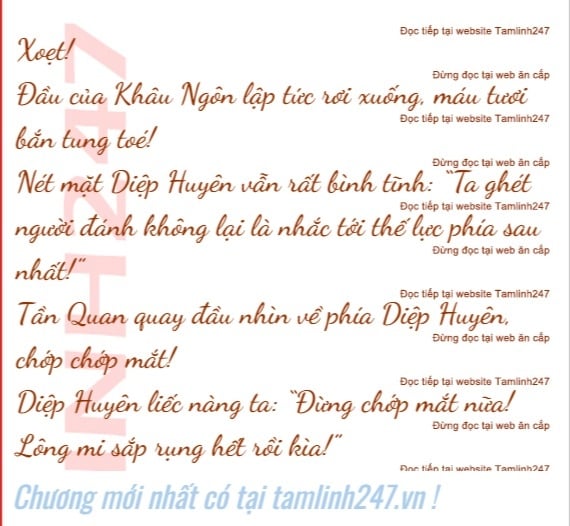 Đọc tiếp tại website Tamlinh247
Xoẹt!
Đừng đọc tại web ăn cắp
Đầu của Khâu Ngôn lập tức rơi xuống, máu tươi
Đọc tiếp tại website Tamlinh247
bắn tung toé!
Đừng đọc tại web ăn cắp
Nét mặt Diệp Huyên vẫn rất bình tĩnh: “Ta ghét
Đọc tiếp tại website Tamlinh247
người đánh không lại là nhắc tới thế lực phía sau
Đừng đọc tại web ăn cắp
nhất!”
Đọc tiếp tại website Tamlinh247
Tần Quan quay đầu nhìn về phía Diệp Huyên,
Đừng đọc tại web ăn cắp
chớp chớp mắt!
Đọc tiếp tại website Tamlinh247
Diệp Huyên liếc nàng ta: “Đừng chớp mắt nữa!
Đừng đọc tại web ăn cắp
Lông mi sắp rụng hết rồi kìa!”
Đọc tiếp tại website Tamlinh247
Chương mới nhất có tại tamlinh247.vn !
INH247